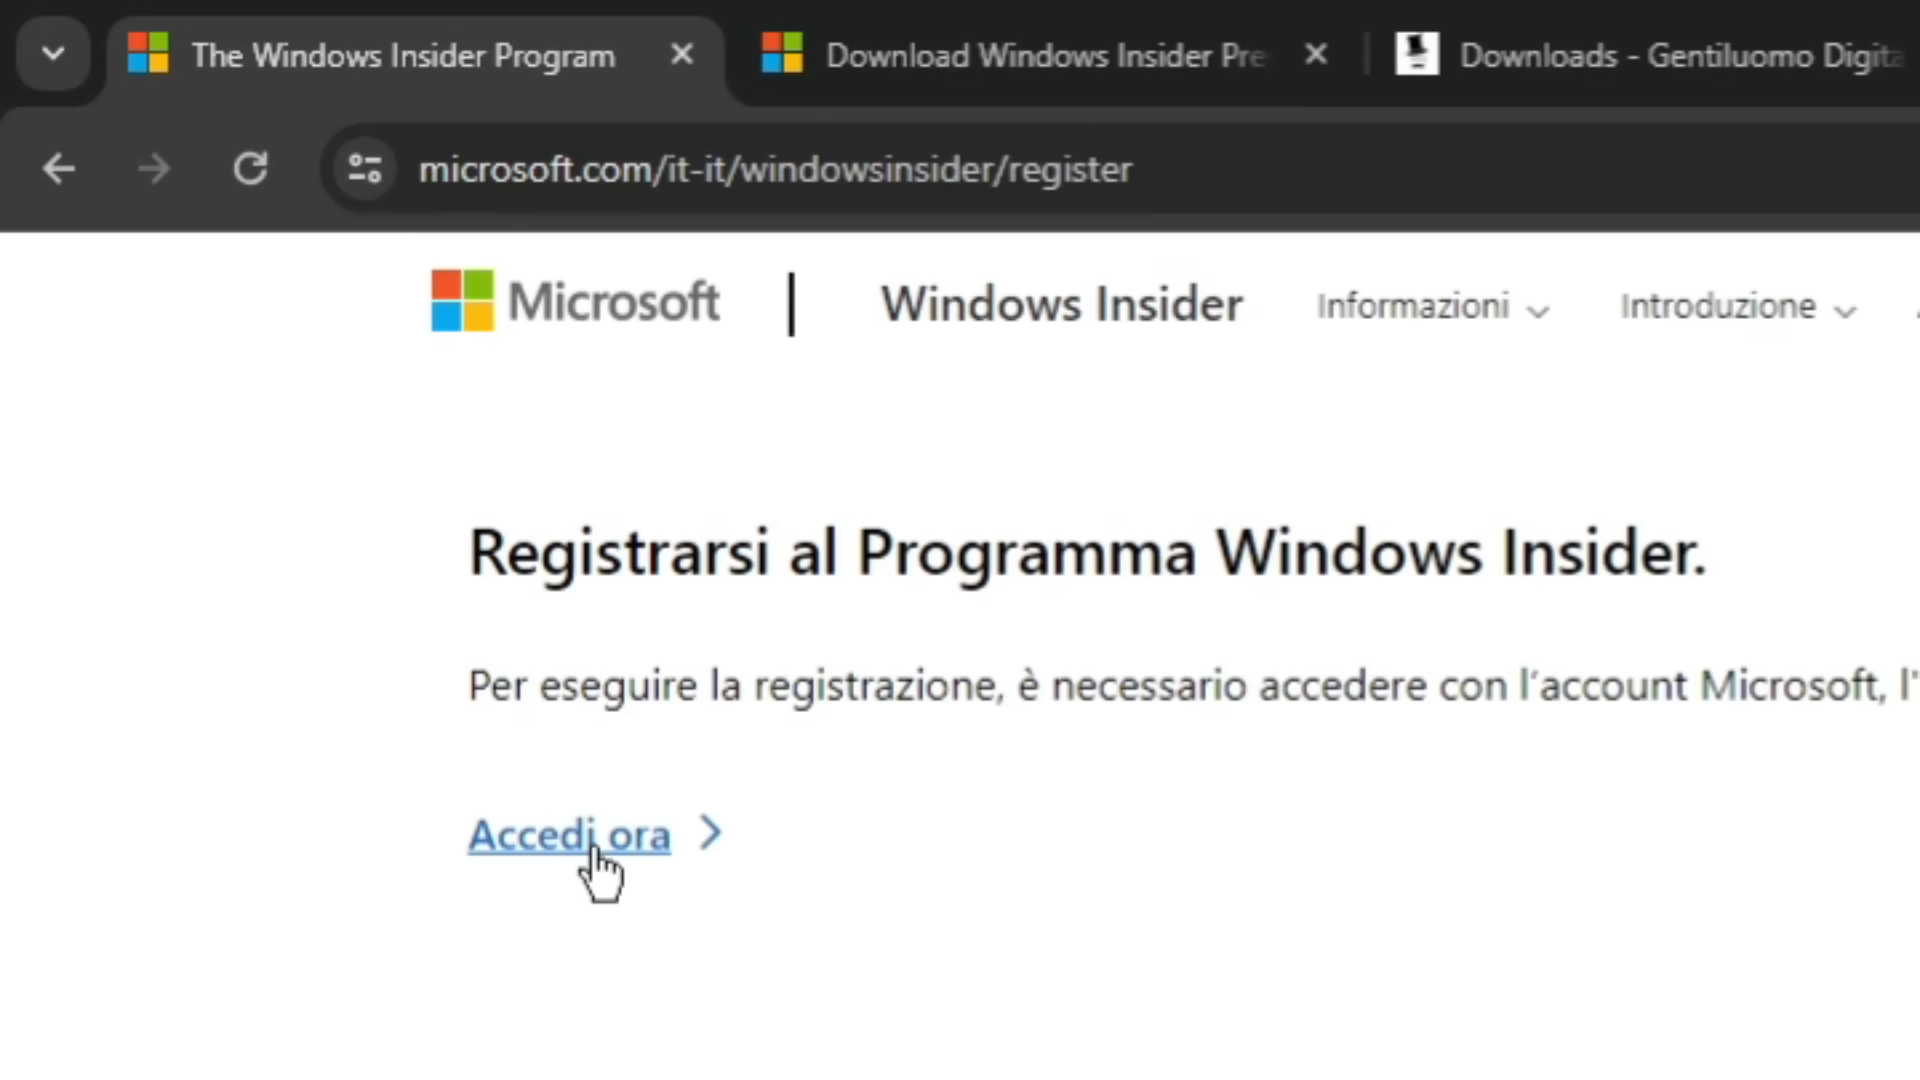 The Windows Insider Program
Download Windows Insider Pre
Downloads - Gentiluomo Digita
microsoft.com/it-it/windowsinsider/register
Microsoft
Windows Insider
Informazioni
Introduzione
Registrarsi al Programma Windows Insider.
Per eseguire la registrazione, è necessario accedere con l'account Microsoft, l'
Accedi ora